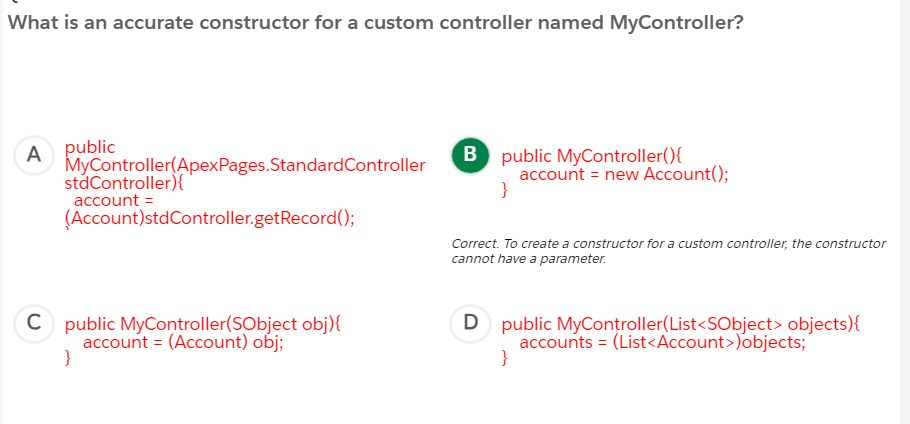 What is an accurate constructor for a custom controller named MyController?
A
public
MyController(ApexPages.StandardController
stdController){
account =
(Account)stdController.getRecord();
B
public MyController(){
account = new Account();
}
Correct. To create a constructor for a custom controller, the constructor
cannot have a parameter.
C
public MyController(SObject obj){
account = (Account) obj;
}
D
public MyController(List<SObject> objects){
accounts = (List<Account>)objects;
}